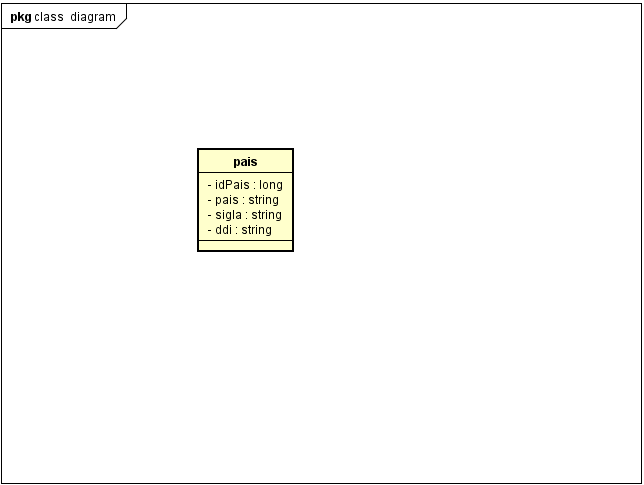 pkg class diagram
pais
- idPais : long
- pais : string
- sigla : string
- ddi : string